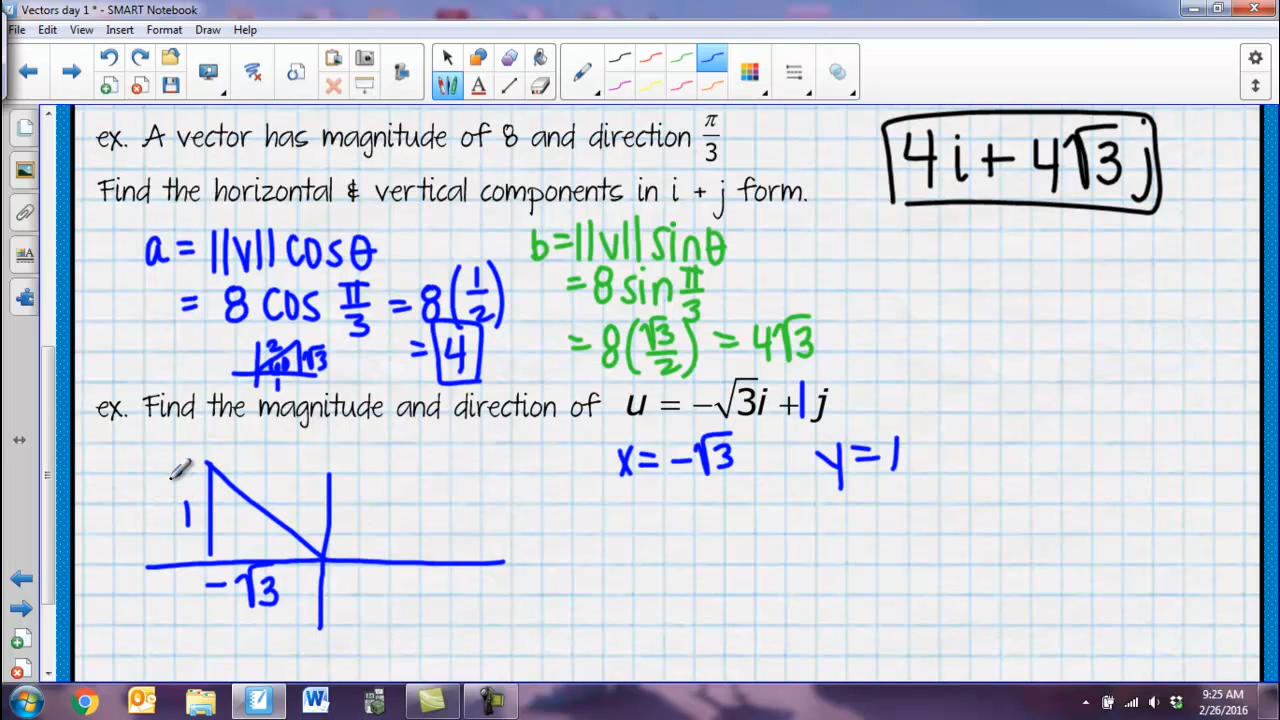 Vectors day 1 * - SMART Notebook
File Edit View Insert Format Draw Help
ex. A vector has magnitude of 8 and direction π/3
4i + 4√3 j
Find the horizontal & vertical components in i + j form.
a = ||v|| cos θ
= 8 cos π/3 = 8(1/2)
= 4
b = ||v|| sin θ
= 8 sin π/3
= 8(√3/2) = 4√3
2
√3
1
ex. Find the magnitude and direction of u = -√3i + 1j
x = -√3 y = 1
1
-√3
9:25 AM
2/26/2016